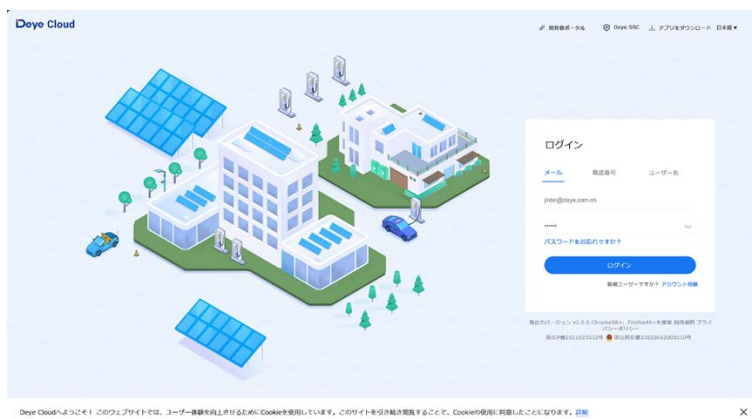 Deye Cloud
開発者ポータル
Deye SRC
アプリをダウンロード
日本語
ログイン
メール
電話番号
ユーザー名
jinbn@deye.com.cn
パスワードをお忘れですか？
ログイン
新規ユーザーですか？ アカウント登録
Deye Cloudへようこそ！ このウェブサイトでは、ユーザー体験を向上させるためにCookieを使用しています。このサイトを引き続き閲覧することで、Cookieの使用に同意したことになります。 詳細